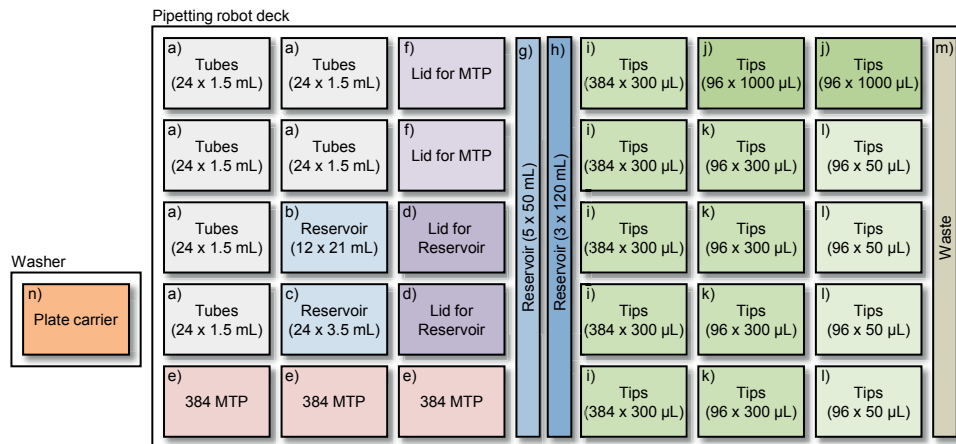 Pipetting robot deck
a)
Tubes
(24 x 1.5 mL)
a)
Tubes
(24 x 1.5 mL)
f)
Lid for MTP
g)
Reservoir (5 x 50 mL)
h)
Reservoir (3 x 120 mL)
i)
Tips
(384 x 300 µL)
j)
Tips
(96 x 1000 µL)
j)
Tips
(96 x 1000 µL)
m)
Waste
a)
Tubes
(24 x 1.5 mL)
a)
Tubes
(24 x 1.5 mL)
f)
Lid for MTP
i)
Tips
(384 x 300 µL)
k)
Tips
(96 x 300 µL)
l)
Tips
(96 x 50 µL)
a)
Tubes
(24 x 1.5 mL)
b)
Reservoir
(12 x 21 mL)
d)
Lid for
Reservoir
i)
Tips
(384 x 300 µL)
k)
Tips
(96 x 300 µL)
l)
Tips
(96 x 50 µL)
Washer
n)
Plate carrier
a)
Tubes
(24 x 1.5 mL)
c)
Reservoir
(24 x 3.5 mL)
d)
Lid for
Reservoir
i)
Tips
(384 x 300 µL)
k)
Tips
(96 x 300 µL)
l)
Tips
(96 x 50 µL)
e)
384 MTP
e)
384 MTP
e)
384 MTP
i)
Tips
(384 x 300 µL)
k)
Tips
(96 x 300 µL)
l)
Tips
(96 x 50 µL)